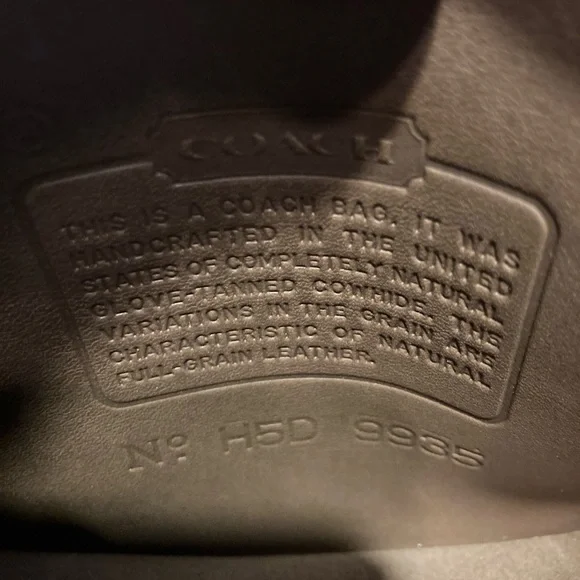 COACH
THIS IS A COACH BAG. IT WAS
HANDCRAFTED IN THE UNITED
STATES OF COMPLETELY NATURAL
GLOVE-TANNED COWHIDE. THE
VARIATIONS IN THE GRAIN ARE
CHARACTERISTIC OF NATURAL
FULL-GRAIN LEATHER.
No. H5D 9935